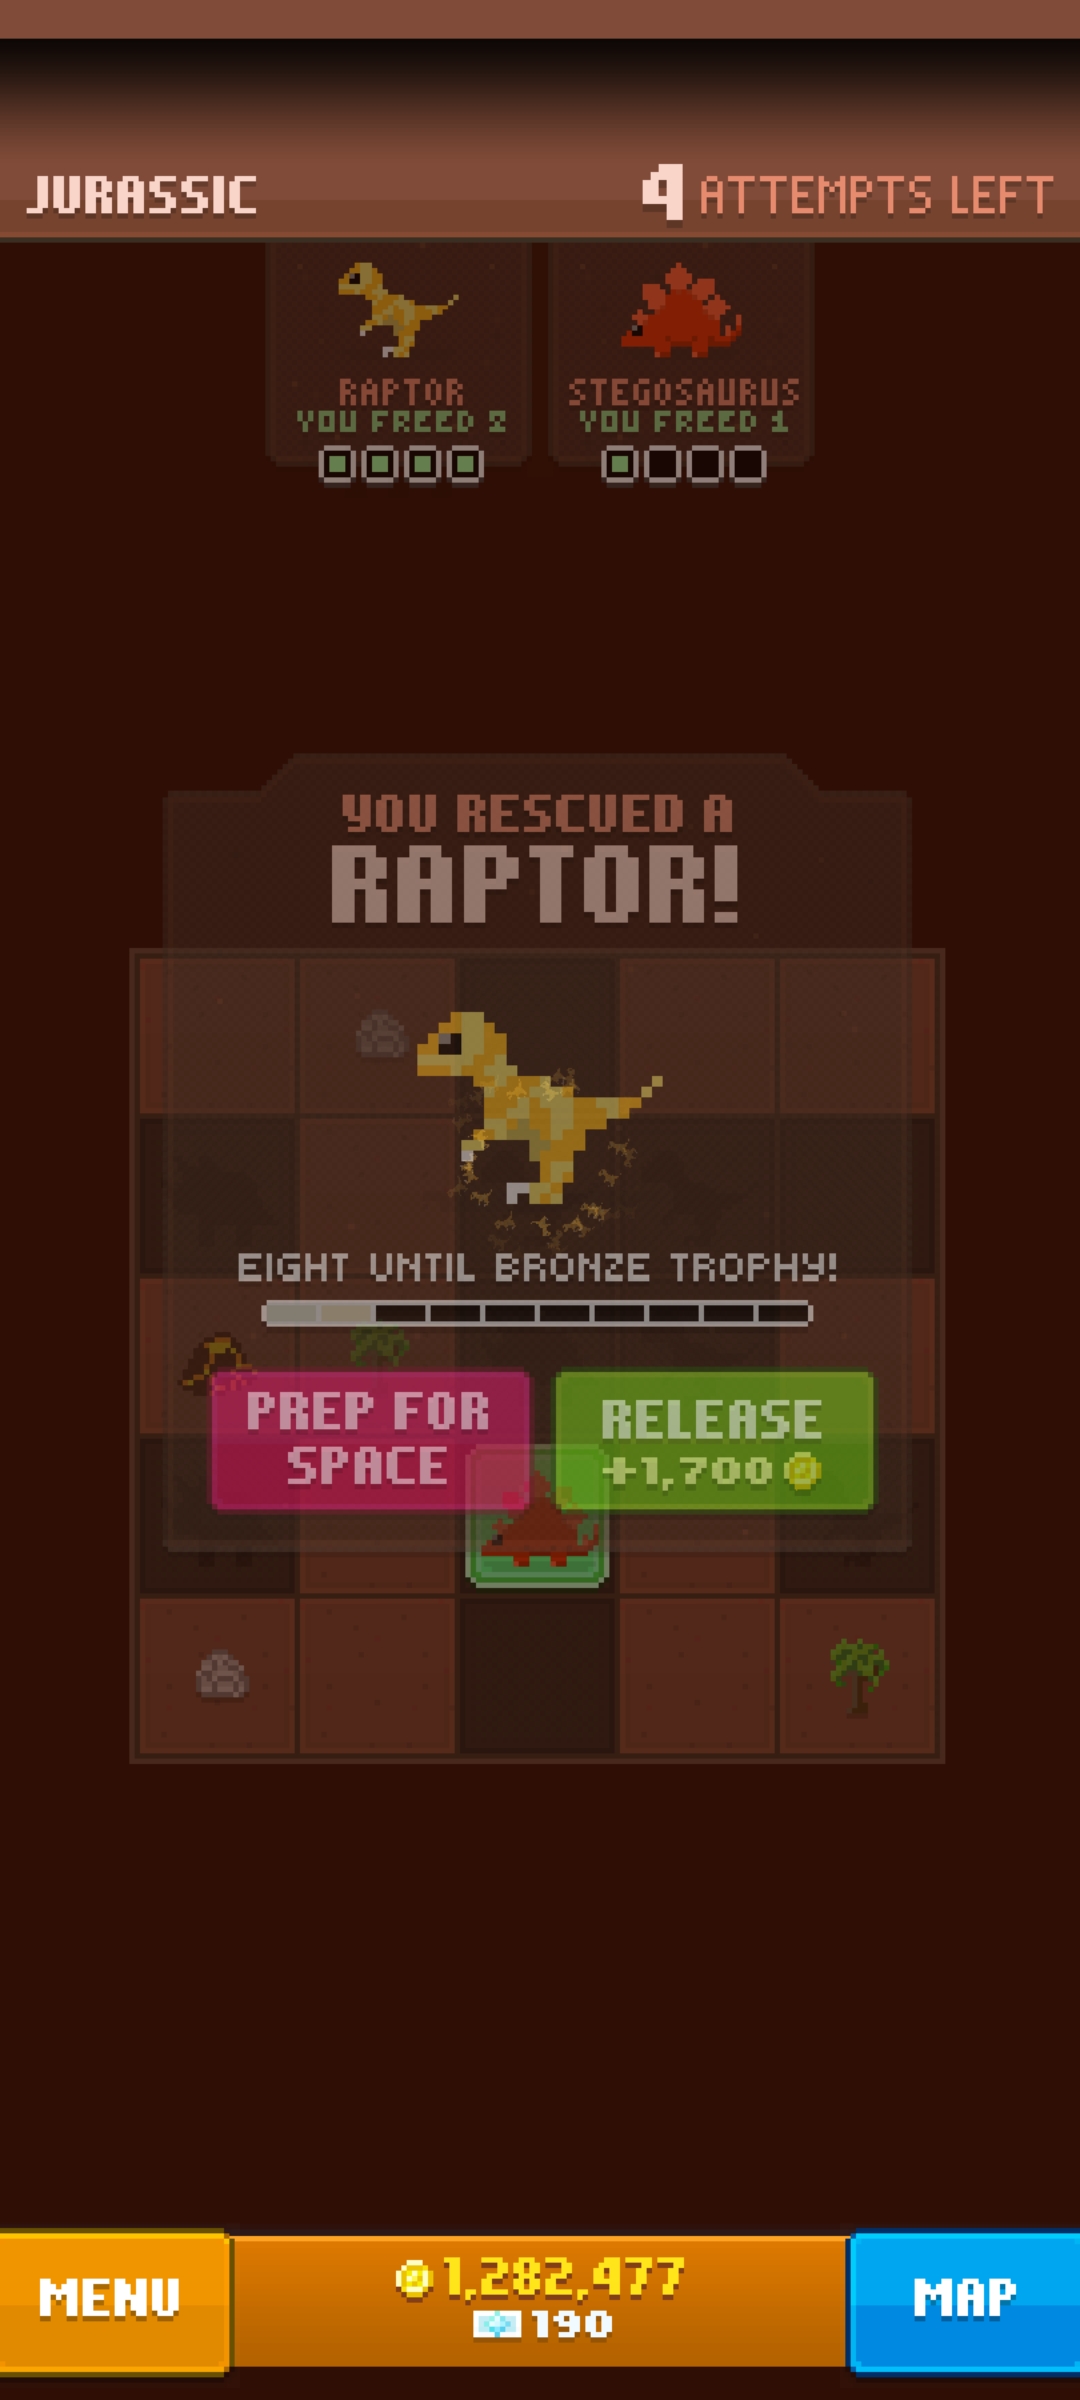 JURASSIC
4 ATTEMPTS LEFT
RAPTOR
YOU FREED 2
STEGOSAURUS
YOU FREED 1
YOU RESCUED A
RAPTOR!
EIGHT UNTIL BRONZE TROPHY!
PREP FOR
SPACE
RELEASE
+1,700
MENU
1,282,477
190
MAP